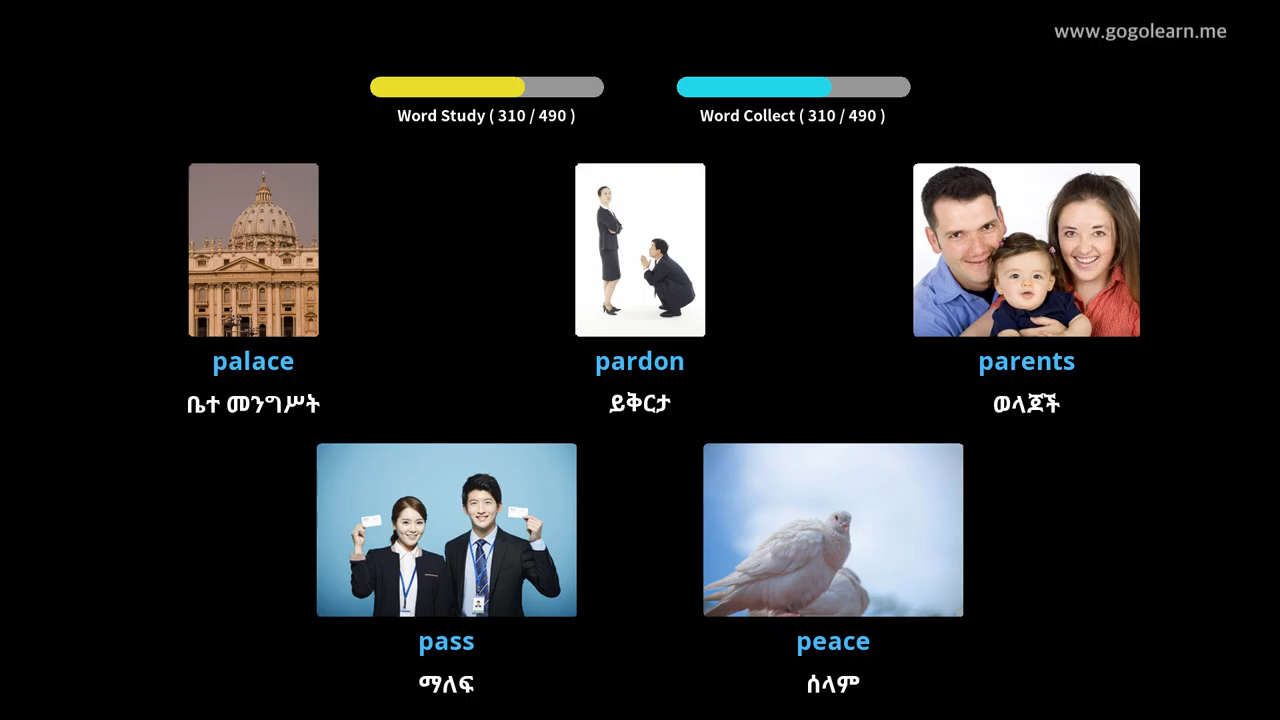 www.gogolearn.me
Word Study ( 310 / 490 )
Word Collect ( 310 / 490 )
palace
pardon
parents
ቤተ መንግሥት
ይቅርታ
ወላጆች
pass
peace
ማለፍ
ሰላም